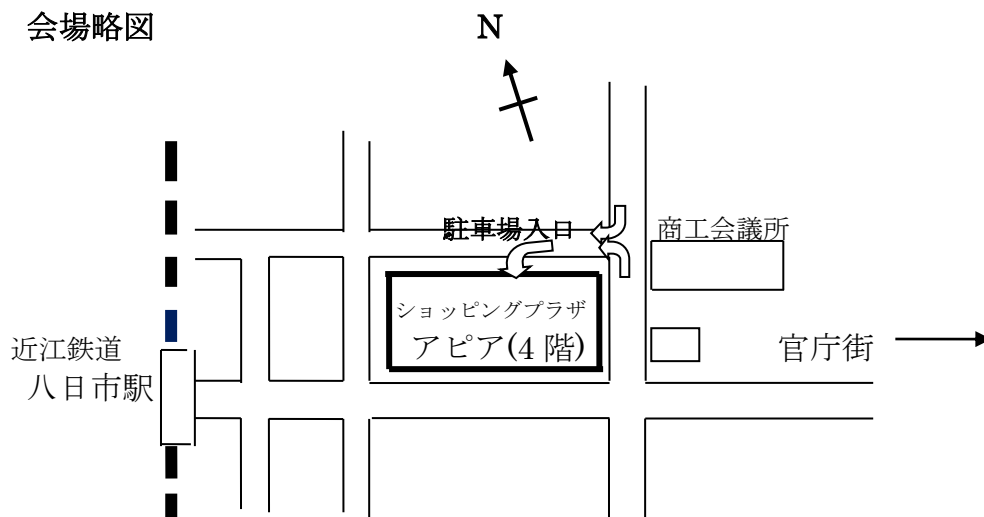 会場略図
N
駐車場入口
商工会議所
ショッピングプラザ
アピア(4 階)
官庁街
近江鉄道
八日市駅